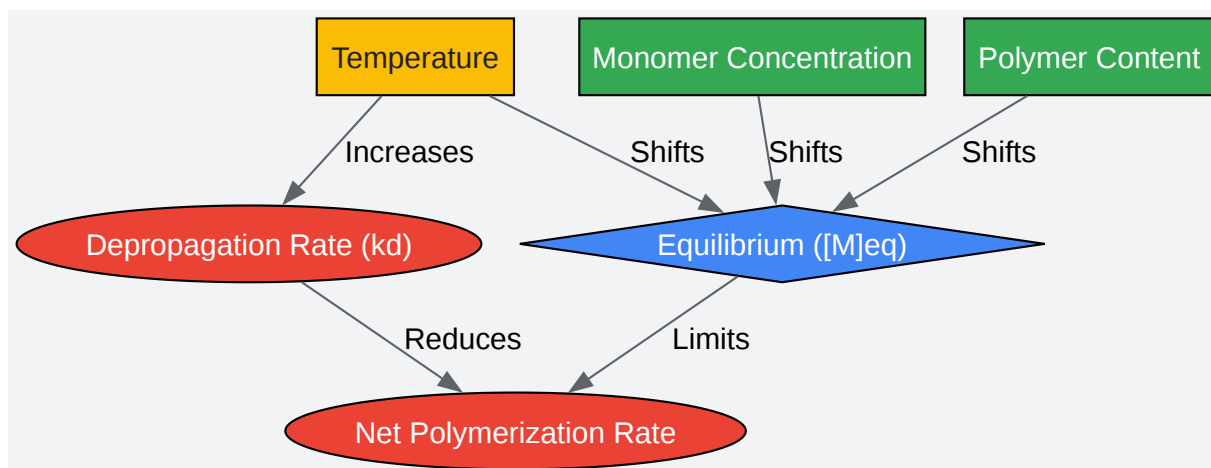 Temperature
Monomer Concentration
Polymer Content
Increases
Shifts
Shifts
Shifts
Depropagation Rate (kd)
Equilibrium ([M]eq)
Reduces
Limits
Net Polymerization Rate